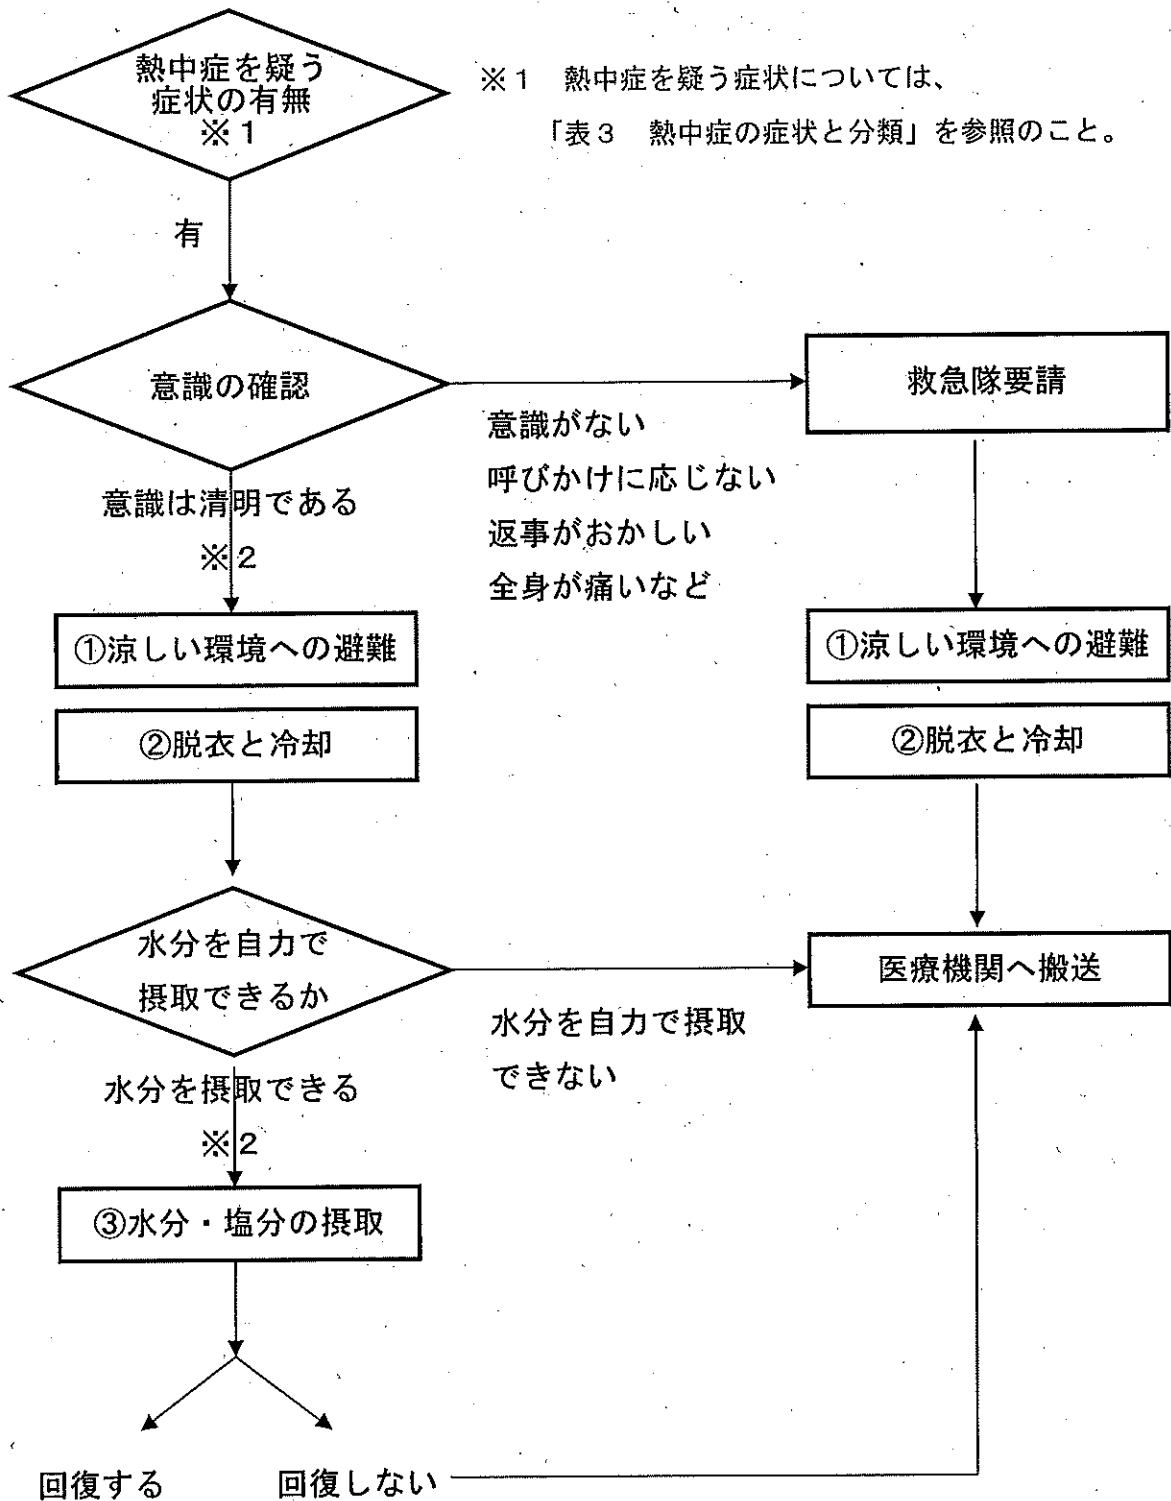 熱中症を疑う
症状の有無
※1
※1　熱中症を疑う症状については、
「表3　熱中症の症状と分類」を参照のこと。
有
意識の確認
救急隊要請
意識がない
呼びかけに応じない
返事がおかしい
全身が痛いなど
意識は清明である
※2
①涼しい環境への避難
①涼しい環境への避難
②脱衣と冷却
②脱衣と冷却
水分を自力で
摂取できるか
医療機関へ搬送
水分を自力で摂取
できない
水分を摂取できる
※2
③水分・塩分の摂取
回復する
回復しない